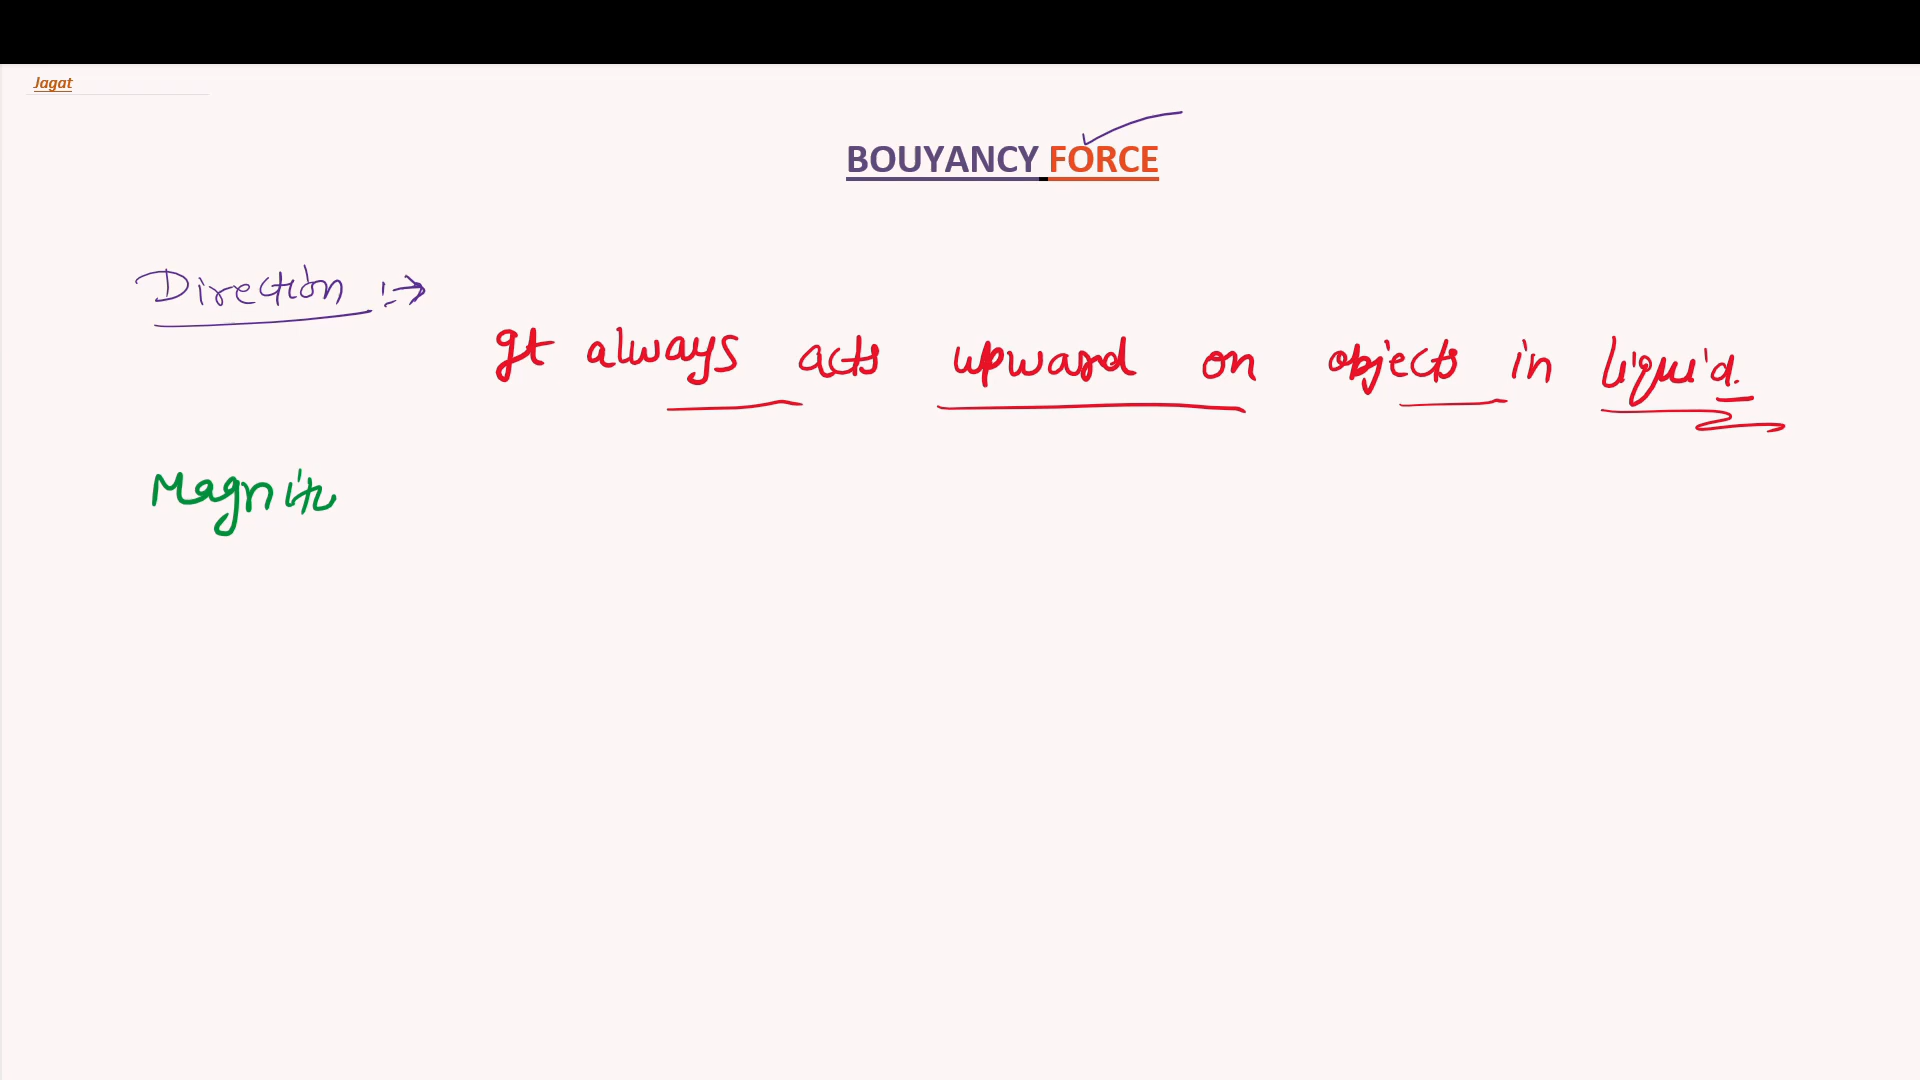 Jagat
BOUYANCY FORCE
Direction :→
It always acts upward on objects in liquid.
Magnitu